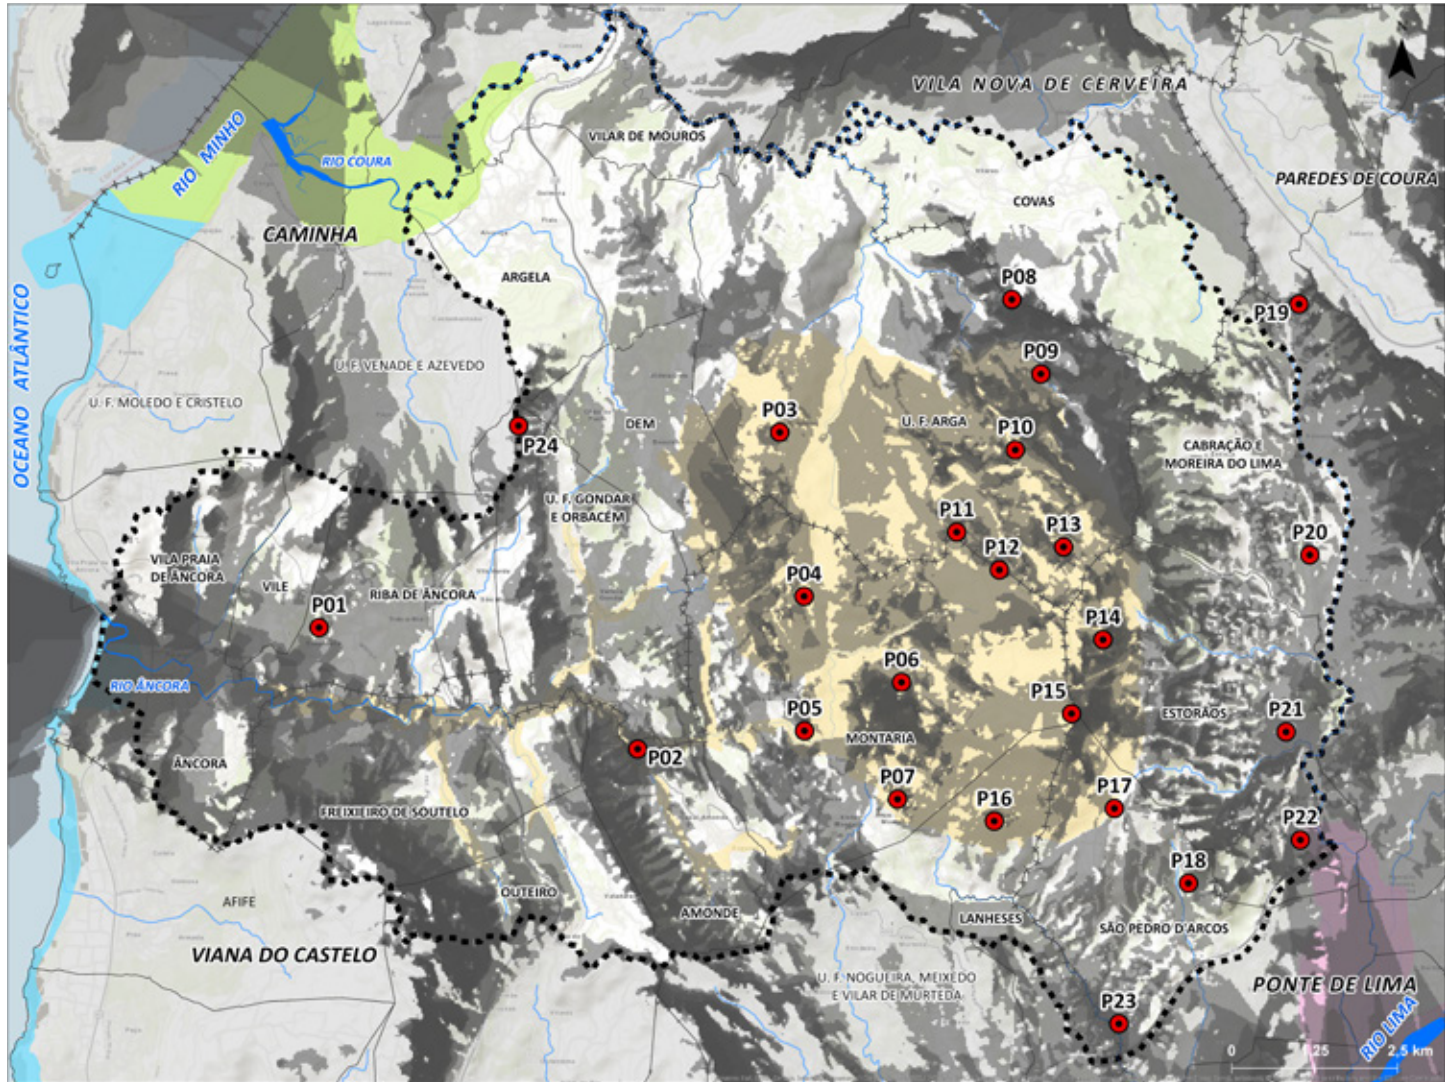 VILA NOVA DE CERVEIRA
RIO MINHO
VILAR DE MOUROS
RIO COURA
PAREDES DE COURA
COVAS
CAMINHA
ARGELA
P08
P19
OCEANO ATLÂNTICO
U. F. VENADE E AZEVEDO
P09
U. F. MOLEDO E CRISTELO
P03
U. F. ARGA
DEM
P10
P24
CABRAÇÃO E
MOREIRA DO LIMA
U. F. GONDAR
E ORBACÉM
P11
P13
P12
P20
VILA PRAIA
DE ÂNCORA
VILE
RIBA DE ÂNCORA
P04
P01
P14
P06
RIO ÂNCORA
P15
ESTORÃOS
P21
P05
MONTARIA
P02
ÂNCORA
P07
P16
P17
FREIXIEIRO DE SOUTELO
P22
P18
OUTEIRO
AFIFE
AMONDE
LANHESES
SÃO PEDRO D'ARCOS
VIANA DO CASTELO
U. F. NOGUEIRA, MEIXEDO
E VILAR DE MURTEDA
PONTE DE LIMA
P23
RIO LIMA
0 1,25 2,5 km